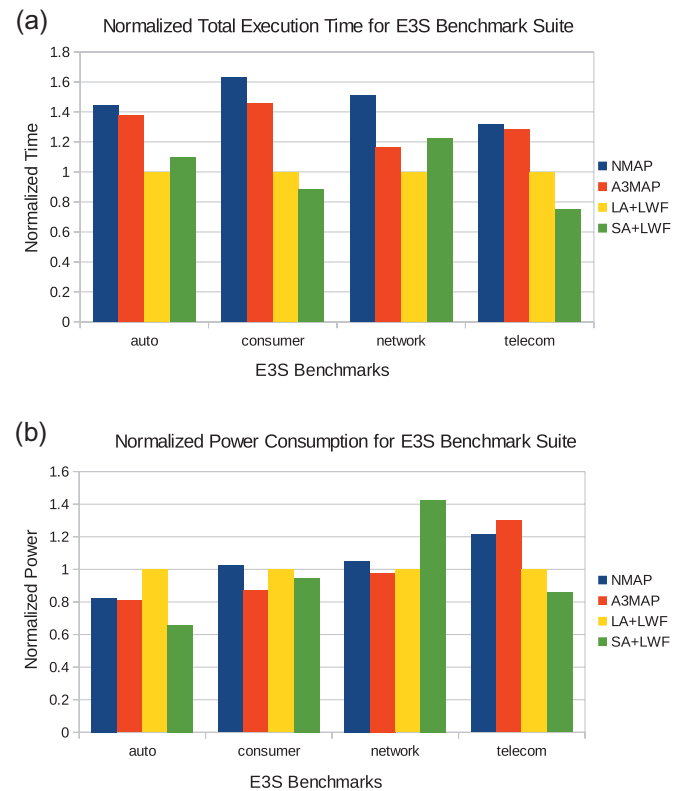 (a)
Normalized Total Execution Time for E3S Benchmark Suite
1.8
1.6
1.4
1.2
1
0.8
0.6
0.4
0.2
0
Normalized Time
auto consumer network telecom
E3S Benchmarks
NMAP
A3MAP
LA+LWF
SA+LWF
(b)
Normalized Power Consumption for E3S Benchmark Suite
1.6
1.4
1.2
1
0.8
0.6
0.4
0.2
0
Normalized Power
auto consumer network telecom
E3S Benchmarks
NMAP
A3MAP
LA+LWF
SA+LWF